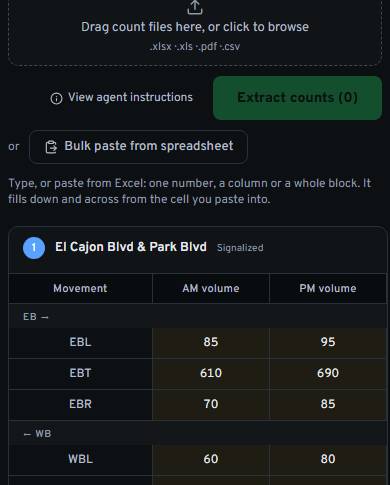 Drag count files here, or click to browse
.xlsx ·.xls ·.pdf ·.csv
View agent instructions
Extract counts (0)
or
Bulk paste from spreadsheet
Type, or paste from Excel: one number, a column or a whole block. It
fills down and across from the cell you paste into.
1 El Cajon Blvd & Park Blvd Signalized
Movement AM volume PM volume
EB →
EBL 85 95
EBT 610 690
EBR 70 85
← WB
WBL 60 80